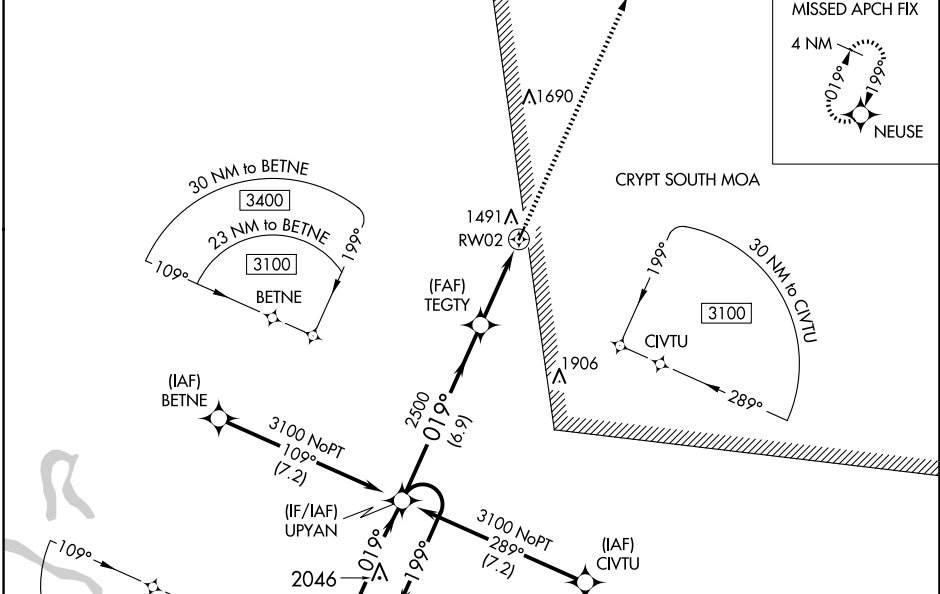 MISSED APCH FIX
4 NM
019°
199°
NEUSE
1690
CRYPT SOUTH MOA
30 NM to BETNE
3400
23 NM to BETNE
3100
109°
199°
BETNE
1491
RW02
(FAF)
TEGTY
199°
30 NM to CIVTU
3100
CIVTU
289°
1906
(IAF)
BETNE
3100 NoPT
109°
(7.2)
2500
019°
(6.9)
(IF/IAF)
UPYAN
3100 NoPT
289°
(7.2)
(IAF)
CIVTU
019°
199°
2046
109°